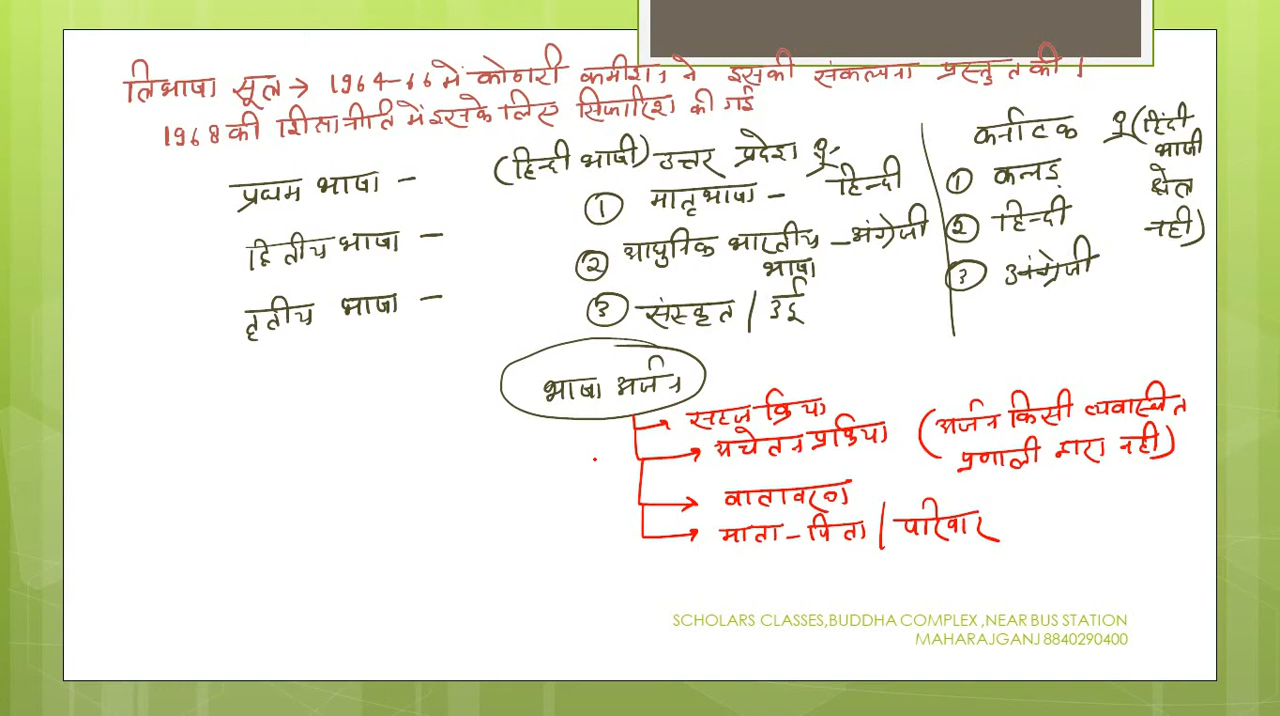 त्रिभाषा सूत्र → 1964-66 में कोठारी कमीशन ने इसकी संकल्पना प्रस्तुत की।
1968 की शिक्षा नीति में इसके लिए सिफारिश की गई
प्रथम भाषा –
द्वितीय भाषा –
तृतीय भाषा –
(हिन्दी भाषी) उत्तर प्रदेश
① मातृभाषा – हिन्दी
② आधुनिक भारतीय – अंग्रेजी
भाषा
③ संस्कृत / उर्दू
कर्नाटक (हिंदी
भाषी
क्षेत्र
नही)
① कन्नड़
② हिन्दी
③ अंग्रेजी
भाषा अर्जन
→ सहज क्रिया
→ अचेतन प्रक्रिया (अर्जन किसी व्यवास्थित
प्रणाली द्वारा नही)
→ वातावरण
→ माता – पिता / परिवार
SCHOLARS CLASSES,BUDDHA COMPLEX ,NEAR BUS STATION
MAHARAJGANJ 8840290400